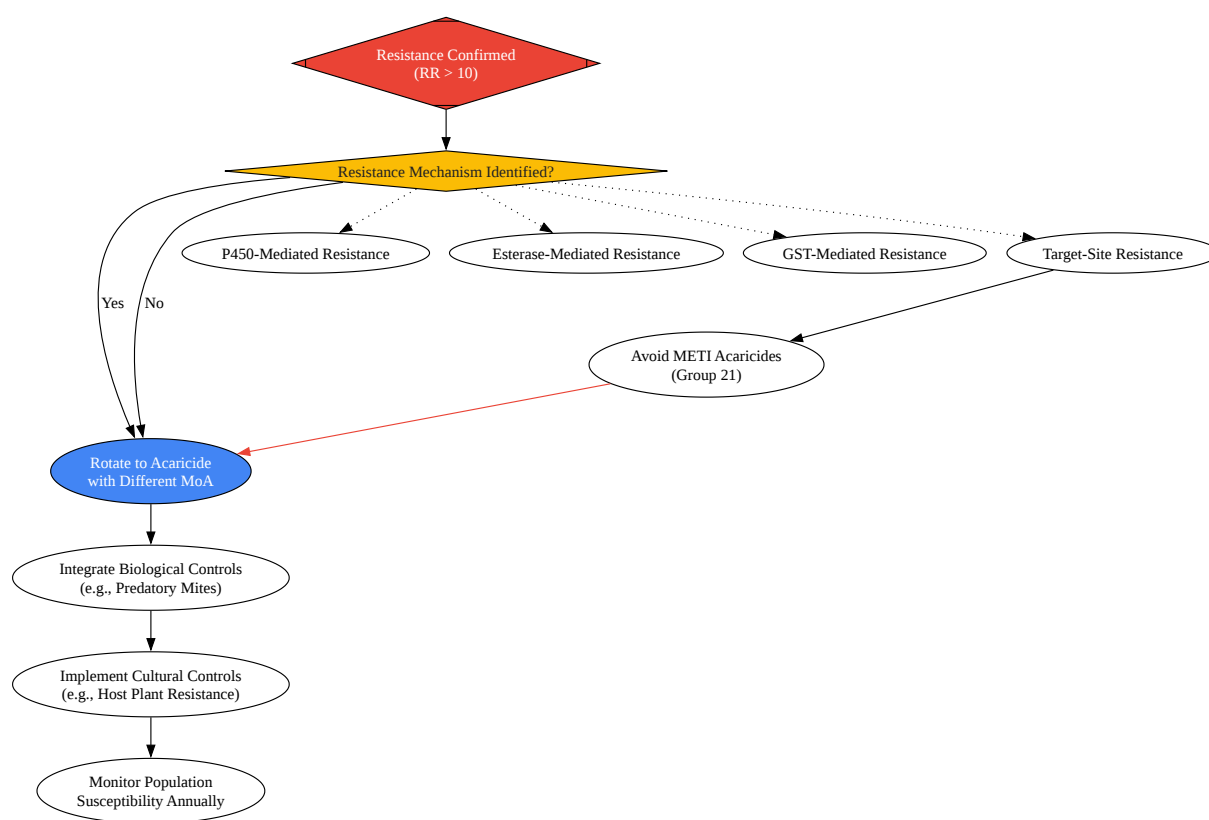 Resistance Confirmed
(RR > 10)
Resistance Mechanism Identified?
P450-Mediated Resistance
Esterase-Mediated Resistance
GST-Mediated Resistance
Target-Site Resistance
Yes
No
Avoid METI Acaricides
(Group 21)
Rotate to Acaricide
with Different MoA
Integrate Biological Controls
(e.g., Predatory Mites)
Implement Cultural Controls
(e.g., Host Plant Resistance)
Monitor Population
Susceptibility Annually